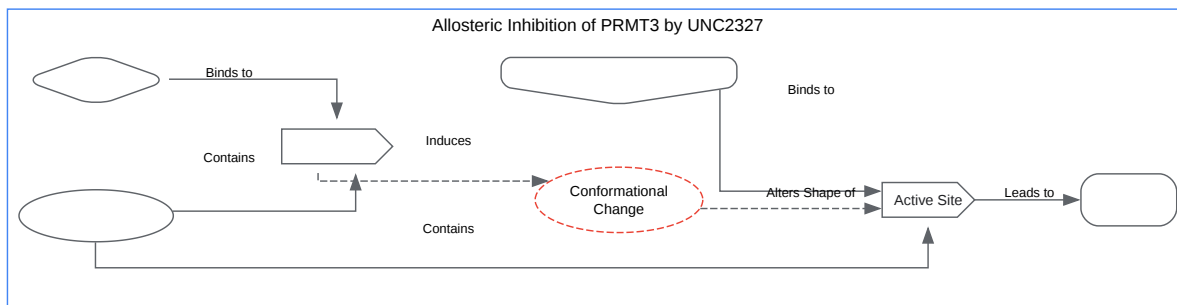 Allosteric Inhibition of PRMT3 by UNC2327
Binds to
Binds to
Induces
Contains
Conformational
Change
Alters Shape of
Active Site
Leads to
Contains